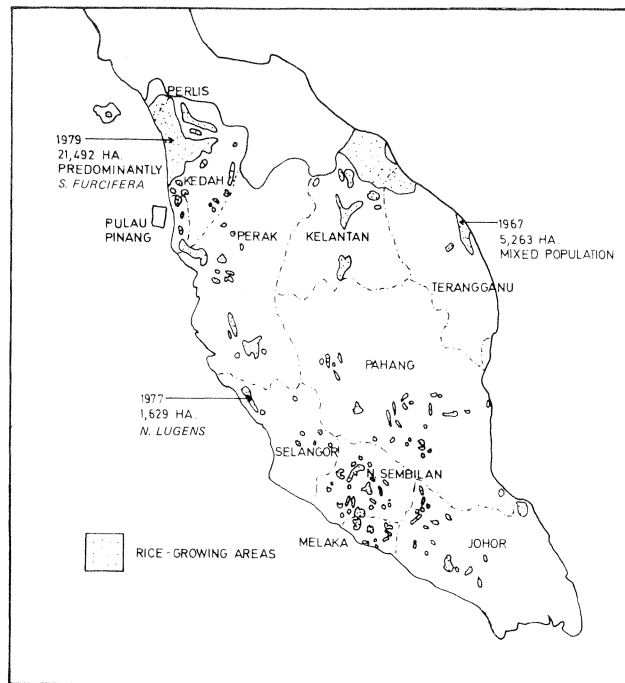 PERLIS
1979
21,492 HA.
PREDOMINANTLY
S. FURCIFERA
KEDAH
PULAU
PINANG
PERAK
KELANTAN
1967
5,263 HA.
MIXED POPULATION
TERANGGANU
PAHANG
1977
1,629 HA.
N. LUGENS
SELANGOR
N. SEMBILAN
MELAKA
JOHOR
RICE-GROWING AREAS